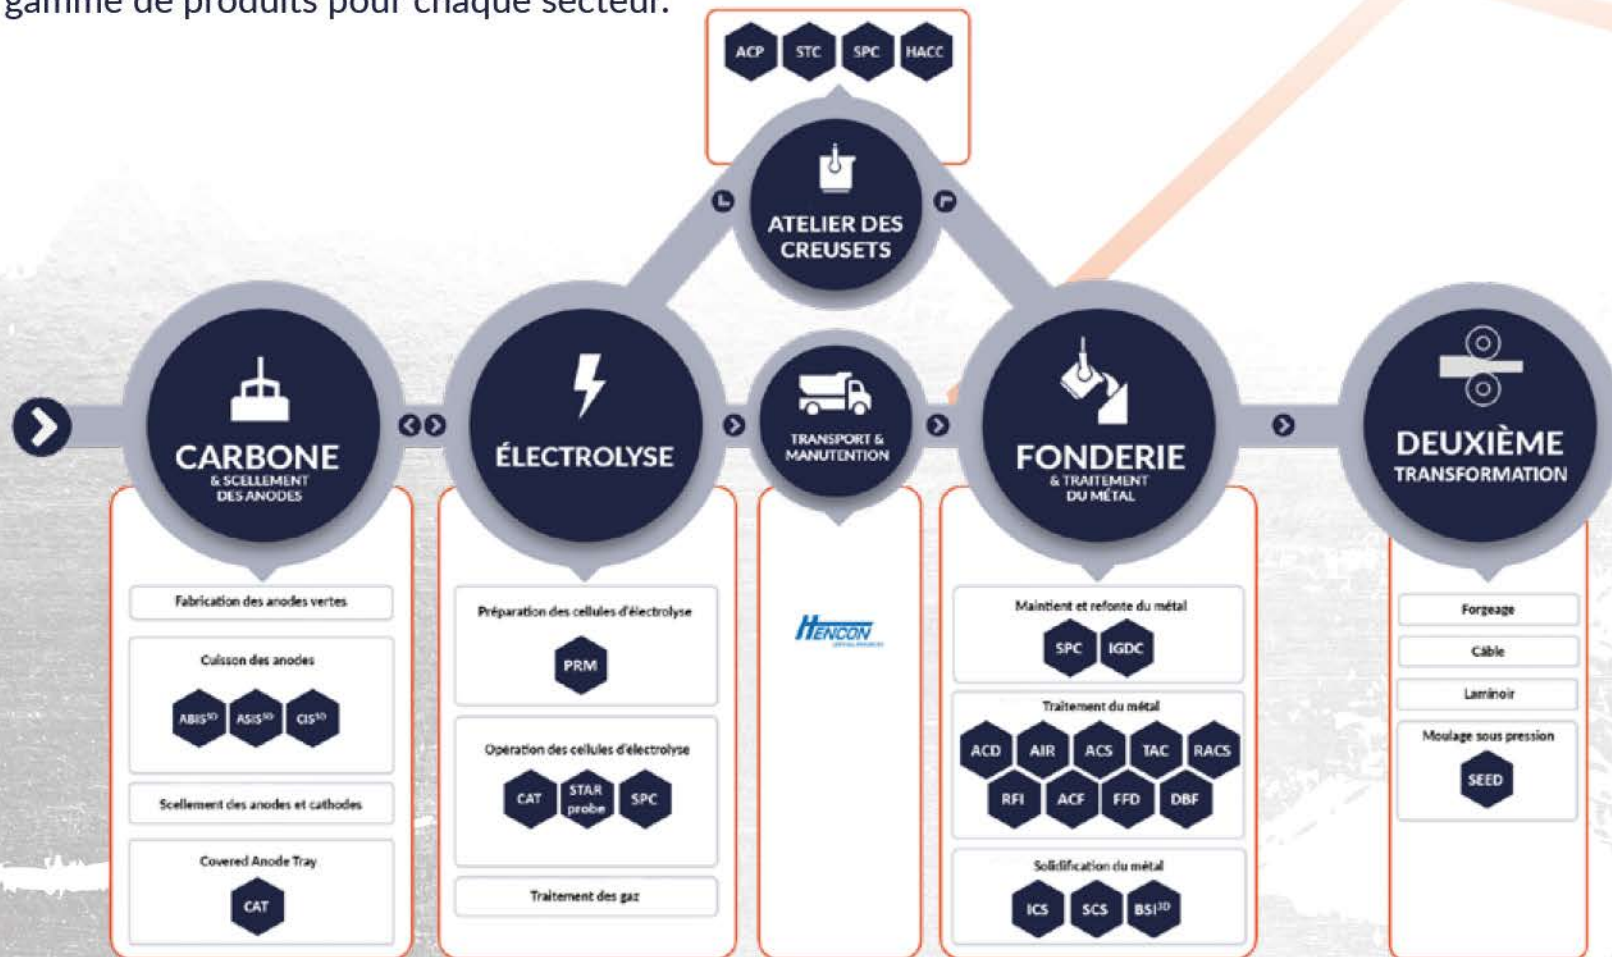 gamme de produits pour chaque secteur.
ACP STC SPC HACC
ATELIER DES
CREUSETS
CARBONE
& SCELLEMENT
DES ANODES
Fabrication des anodes vertes
Cuisson des anodes
ABIS³ᴰ ASIS³ᴰ CIS³ᴰ
Scellement des anodes et cathodes
Covered Anode Tray
CAT
ÉLECTROLYSE
Préparation des cellules d'électrolyse
PRM
Opération des cellules d'électrolyse
CAT STAR probe SPC
Traitement des gaz
TRANSPORT &
MANUTENTION
HENCON
FONDERIE
& TRAITEMENT
DU MÉTAL
Maintient et refonte du métal
SPC IGDC
Traitement du métal
ACD AIR ACS TAC RACS
RFI ACF FFD DBF
Solidification du métal
ICS SCS BSI³ᴰ
DEUXIÈME
TRANSFORMATION
Forgeage
Câble
Laminoir
Moulage sous pression
SEED